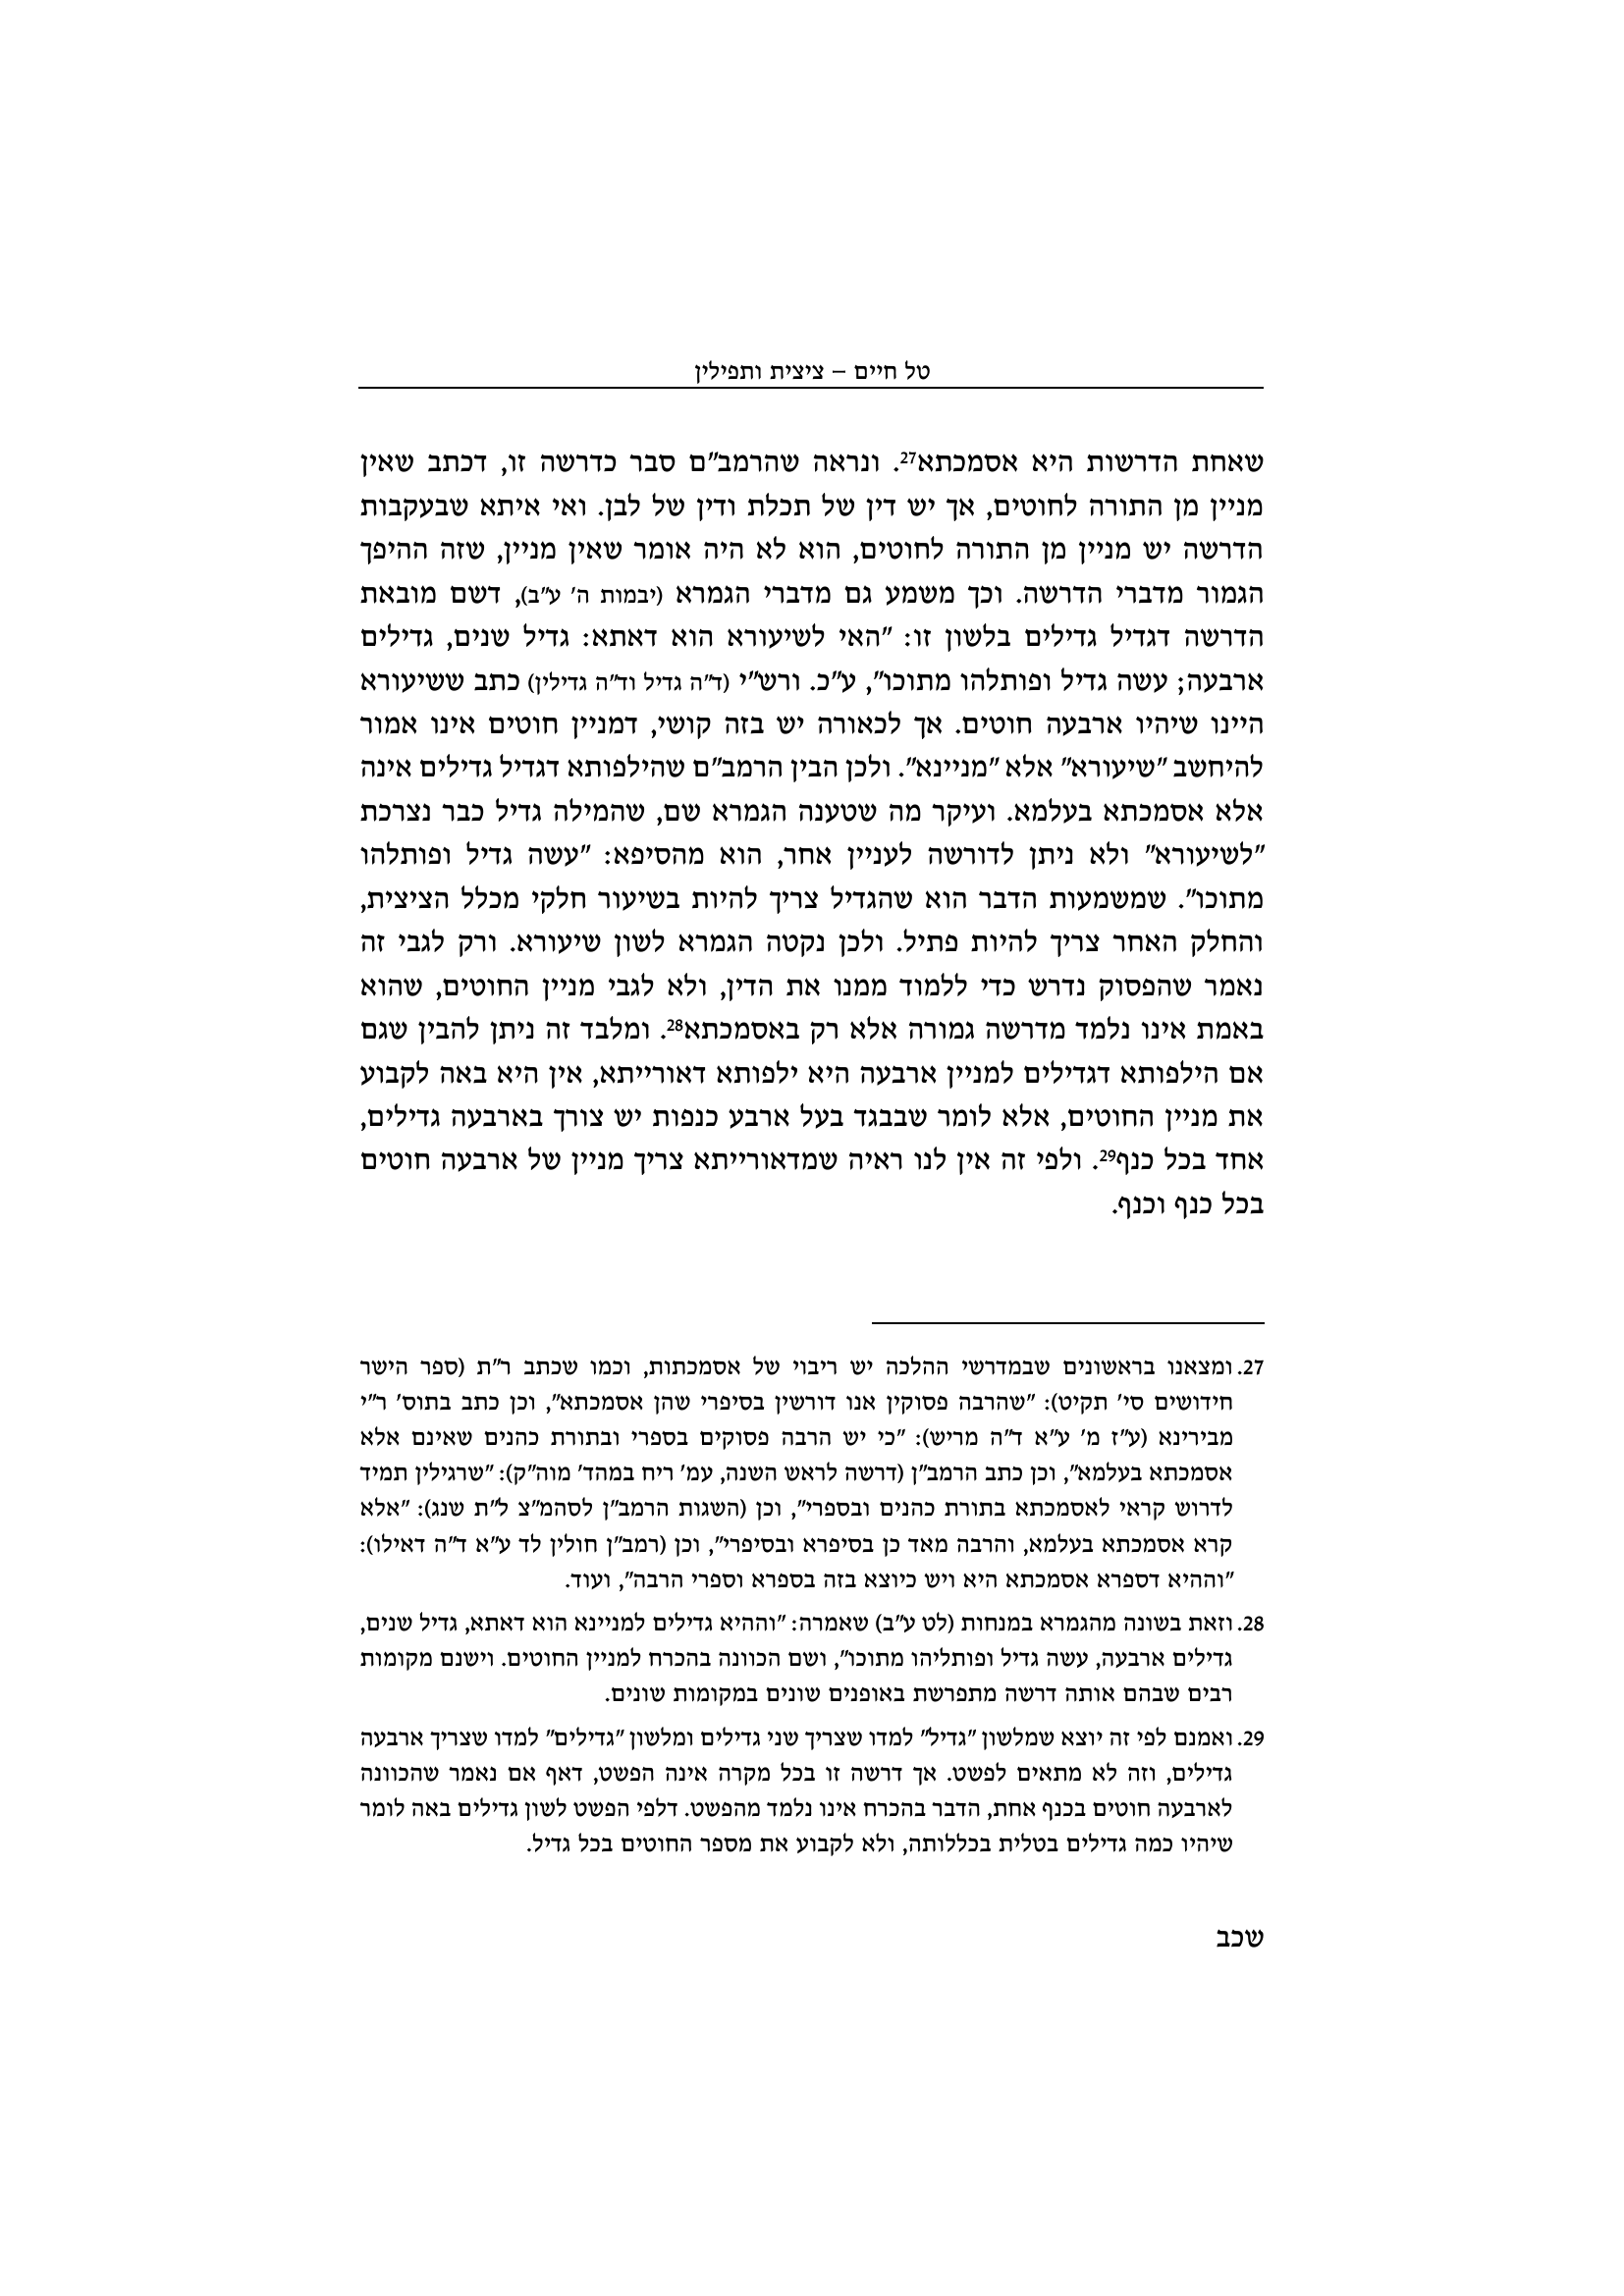 טל חיים – ציצית ותפילין
שאחת הדרשות היא אסמכתא27. ונראה שהרמב"ם סבר כדרשה זו, דכתב שאין
מניין מן התורה לחוטים, אך יש דין של תכלת ודין של לבן. ואי איתא שבעקבות
הדרשה יש מניין מן התורה לחוטים, הוא לא היה אומר שאין מניין, שזה ההיפך
הגמור מדברי הדרשה. וכך משמע גם מדברי הגמרא (יבמות ה' ע"ב), דשם מובאת
הדרשה דגדיל גדילים בלשון זו: "האי לשיעורא הוא דאתא: גדיל שנים, גדילים
ארבעה; עשה גדיל ופותלהו מתוכו", ע"כ. ורש"י (ד"ה גדיל וד"ה גדילין) כתב ששיעורא
היינו שיהיו ארבעה חוטים. אך לכאורה יש בזה קושי, דמניין חוטים אינו אמור
להיחשב "שיעורא" אלא "מניינא". ולכן הבין הרמב"ם שהילפותא דגדיל גדילים אינה
אלא אסמכתא בעלמא. ועיקר מה שטענה הגמרא שם, שהמילה גדיל כבר נצרכת
"לשיעורא" ולא ניתן לדורשה לעניין אחר, הוא מהסיפא: "עשה גדיל ופותלהו
מתוכו". שמשמעות הדבר הוא שהגדיל צריך להיות בשיעור חלקי מכלל הציצית,
והחלק האחר צריך להיות פתיל. ולכן נקטה הגמרא לשון שיעורא. ורק לגבי זה
נאמר שהפסוק נדרש כדי ללמוד ממנו את הדין, ולא לגבי מניין החוטים, שהוא
באמת אינו נלמד מדרשה גמורה אלא רק באסמכתא28. ומלבד זה ניתן להבין שגם
אם הילפותא דגדילים למניין ארבעה היא ילפותא דאורייתא, אין היא באה לקבוע
את מניין החוטים, אלא לומר שבבגד בעל ארבע כנפות יש צורך בארבעה גדילים,
אחד בכל כנף29. ולפי זה אין לנו ראיה שמדאורייתא צריך מניין של ארבעה חוטים
בכל כנף וכנף.
27. ומצאנו בראשונים שבמדרשי ההלכה יש ריבוי של אסמכתות, וכמו שכתב ר"ת (ספר הישר
חידושים סי' תקיט): "שהרבה פסוקין אנו דורשין בסיפרי שהן אסמכתא", וכן כתב בתוס' ר"י
מבירינא (ע"ז מ' ע"א ד"ה מריש): "כי יש הרבה פסוקים בספרי ובתורת כהנים שאינם אלא
אסמכתא בעלמא", וכן כתב הרמב"ן (דרשה לראש השנה, עמ' ריח במהד' מוה"ק): "שרגילין תמיד
לדרוש קראי לאסמכתא בתורת כהנים ובספרי", וכן (השגות הרמב"ן לסהמ"צ ל"ת שנג): "אלא
קרא אסמכתא בעלמא, והרבה מאד כן בסיפרא ובסיפרי", וכן (רמב"ן חולין לד ע"א ד"ה דאילו):
"וההיא דספרא אסמכתא היא ויש כיוצא בזה בספרא וספרי הרבה", ועוד.
28. וזאת בשונה מהגמרא במנחות (לט ע"ב) שאמרה: "וההיא גדילים למניינא הוא דאתא, גדיל שנים,
גדילים ארבעה, עשה גדיל ופותליהו מתוכו", ושם הכוונה בהכרח למניין החוטים. וישנם מקומות
רבים שבהם אותה דרשה מתפרשת באופנים שונים במקומות שונים.
29. ואמנם לפי זה יוצא שמלשון "גדיל" למדו שצריך שני גדילים ומלשון "גדילים" למדו שצריך ארבעה
גדילים, וזה לא מתאים לפשט. אך דרשה זו בכל מקרה אינה הפשט, דאף אם נאמר שהכוונה
לארבעה חוטים בכנף אחת, הדבר בהכרח אינו נלמד מהפשט. דלפי הפשט לשון גדילים באה לומר
שיהיו כמה גדילים בטלית בכללותה, ולא לקבוע את מספר החוטים בכל גדיל.
שכב